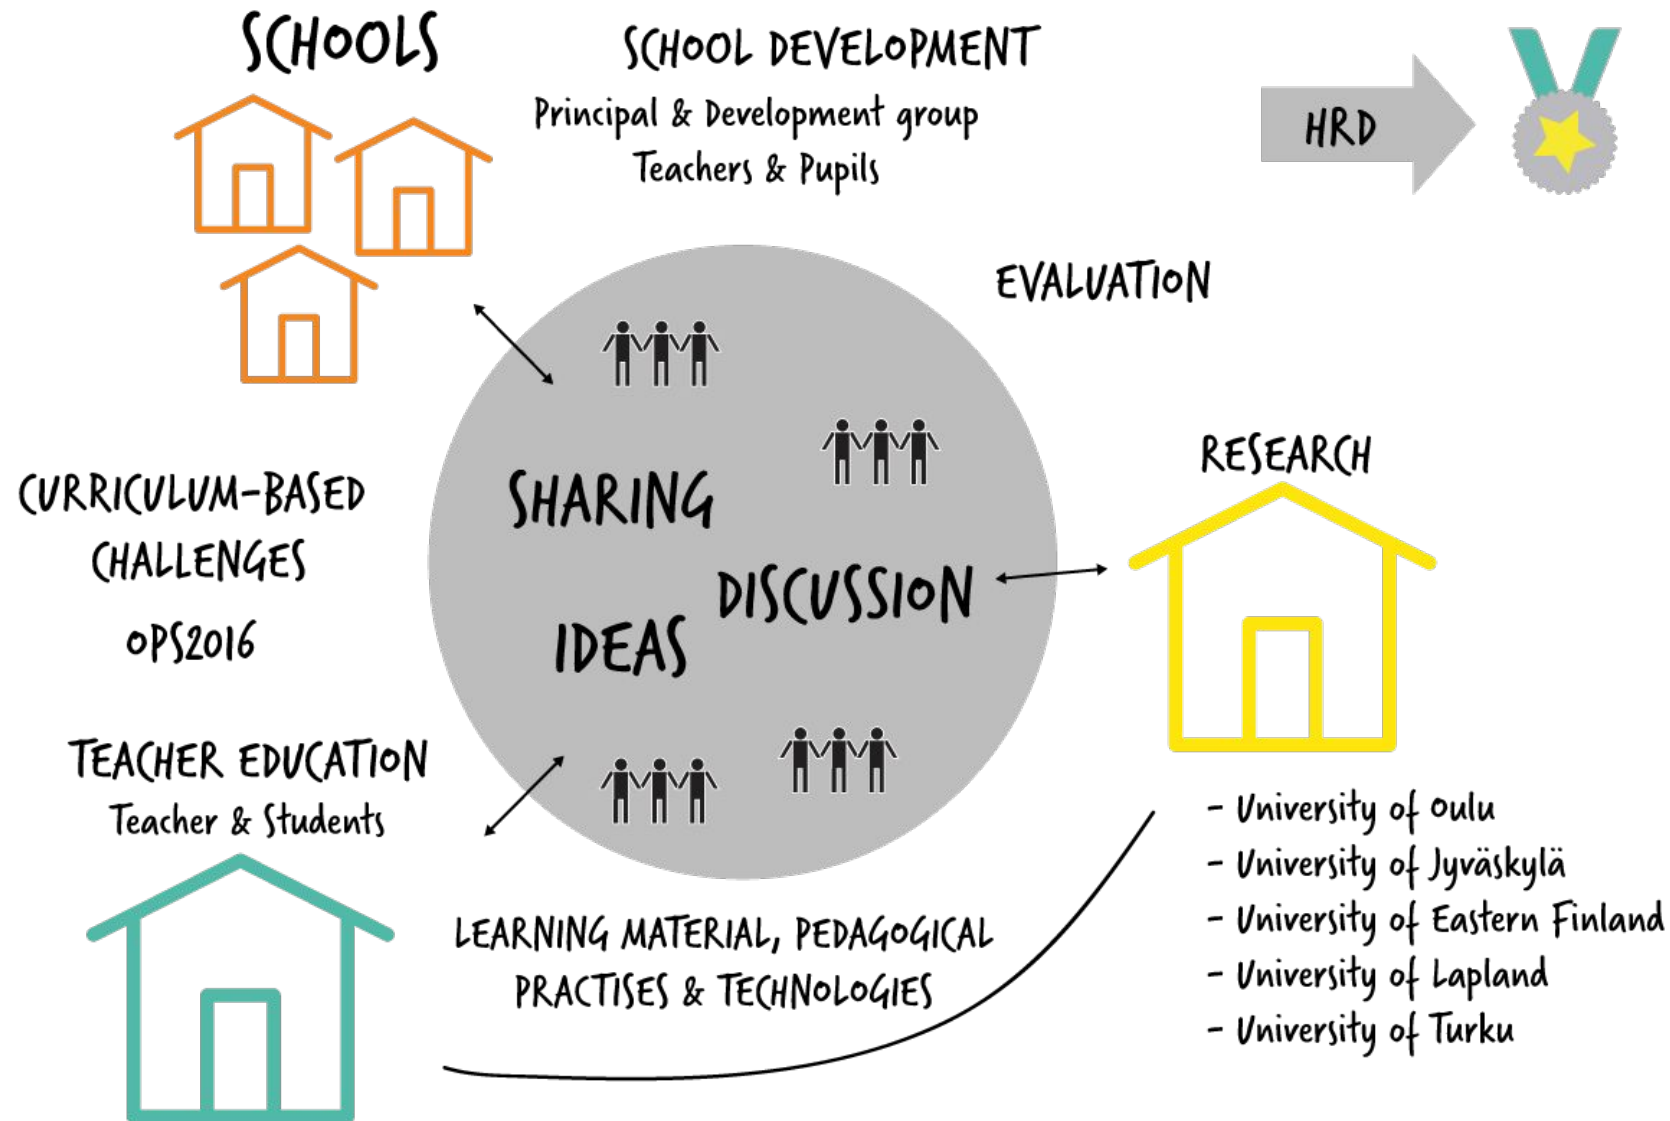 SCHOOLS
SCHOOL DEVELOPMENT
Principal & Development group
Teachers & Pupils
HRD
EVALUATION
SHARING
DISCUSSION
IDEAS
CURRICULUM-BASED
CHALLENGES
OPS2016
RESEARCH
TEACHER EDUCATION
Teacher & Students
LEARNING MATERIAL, PEDAGOGICAL
PRACTISES & TECHNOLOGIES
- University of Oulu
- University of Jyväskylä
- University of Eastern Finland
- University of Lapland
- University of Turku